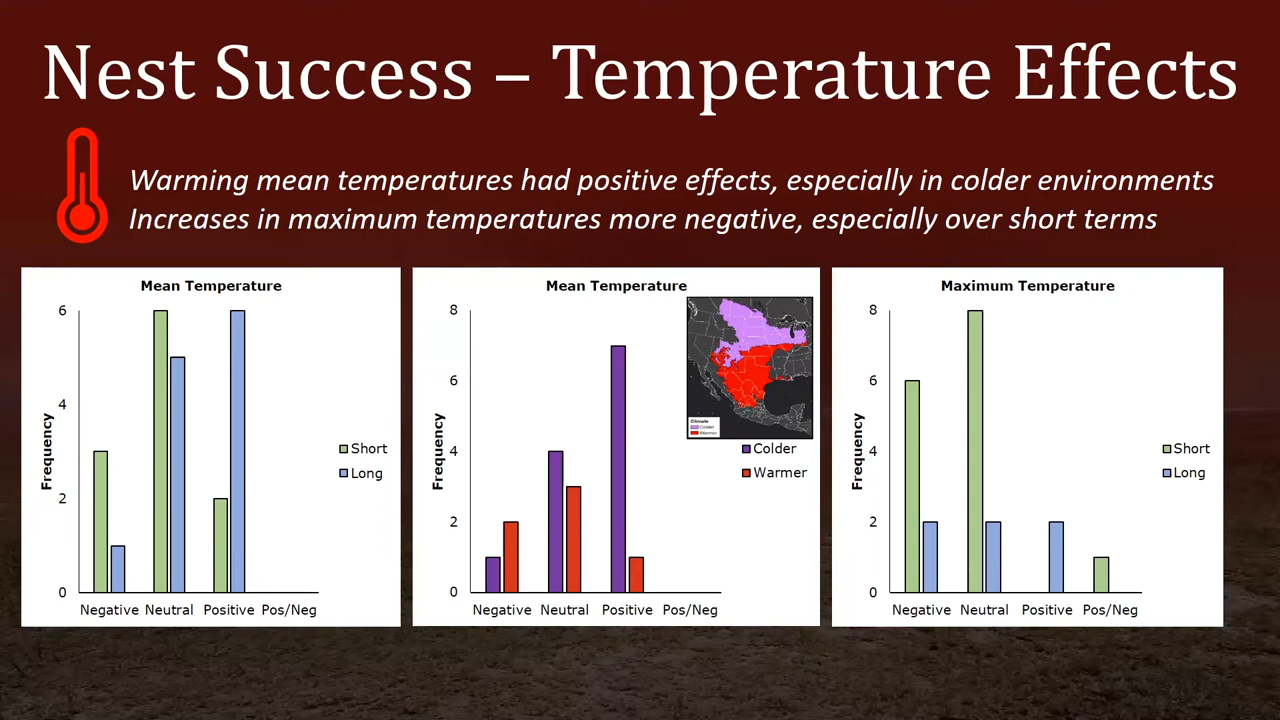 Nest Success – Temperature Effects
Warming mean temperatures had positive effects, especially in colder environments
Increases in maximum temperatures more negative, especially over short terms
Mean Temperature
6
4
2
0
Frequency
Negative Neutral Positive Pos/Neg
Short
Long
Mean Temperature
8
6
4
2
0
Frequency
Negative Neutral Positive Pos/Neg
Climate
Colder
Warmer
Colder
Warmer
Maximum Temperature
8
6
4
2
0
Frequency
Negative Neutral Positive Pos/Neg
Short
Long